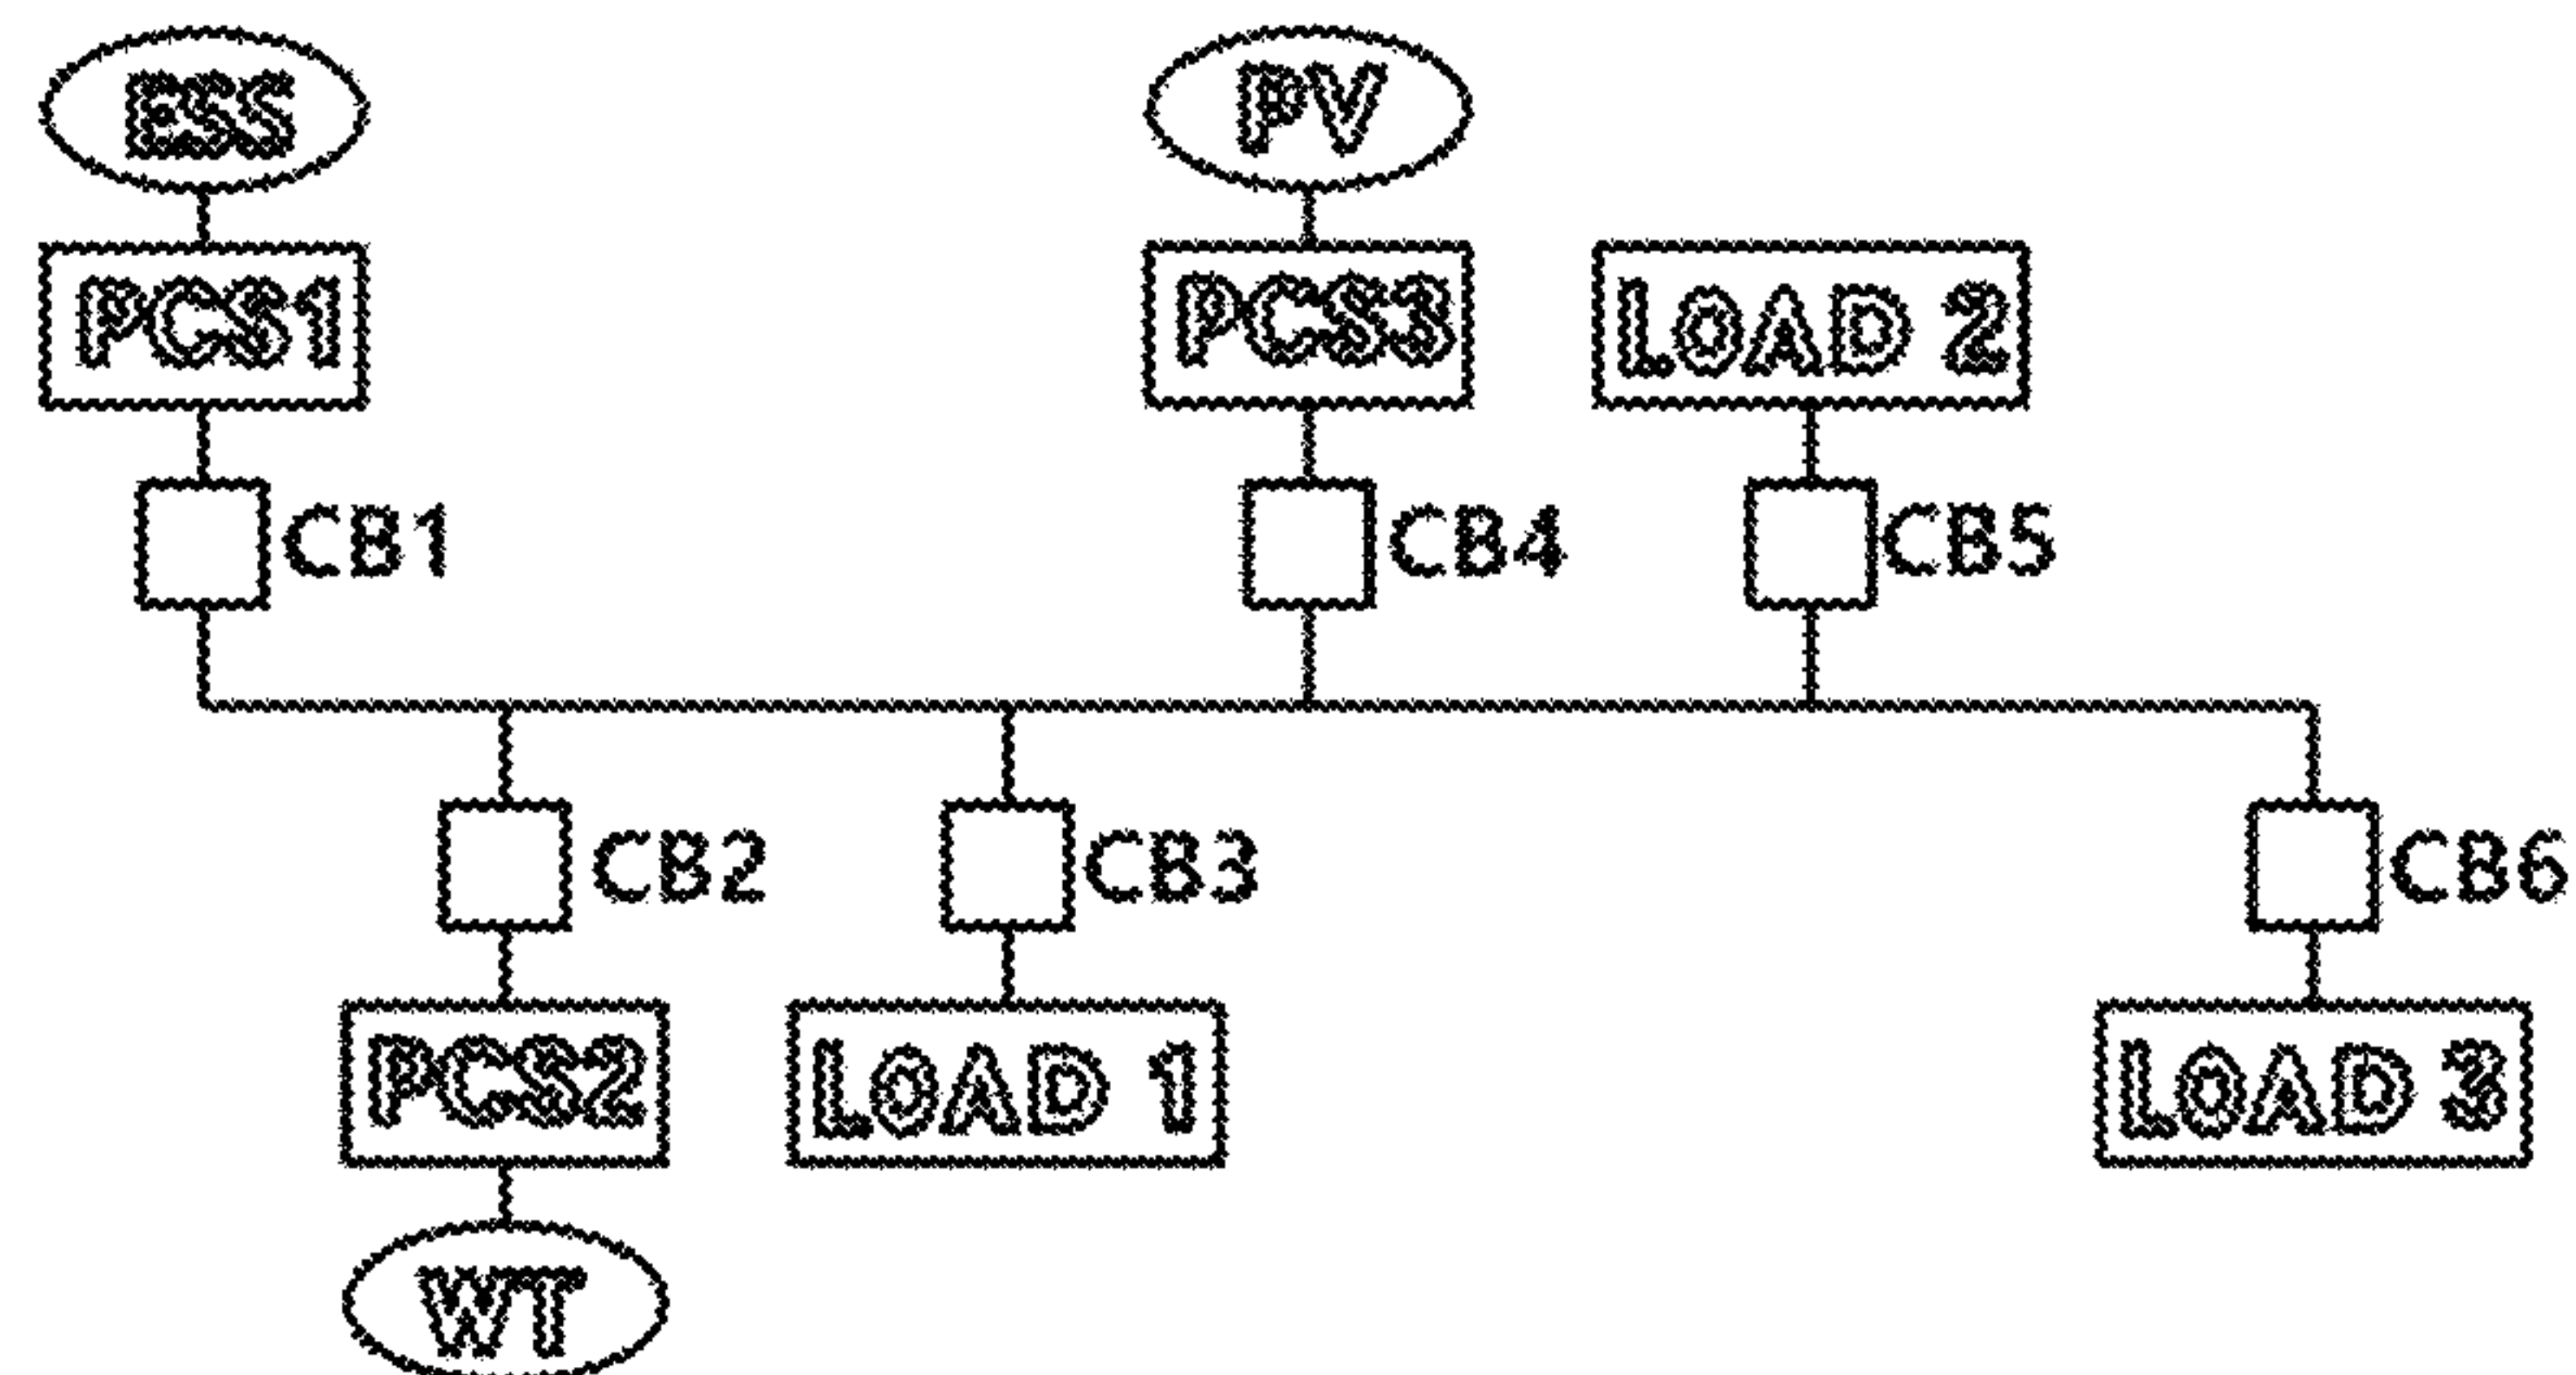 ESS
PV
PCS1
PCS3
LOAD 2
CB1
CB4
CB5
CB2
CB3
CB6
PCS2
LOAD 1
LOAD 3
WT